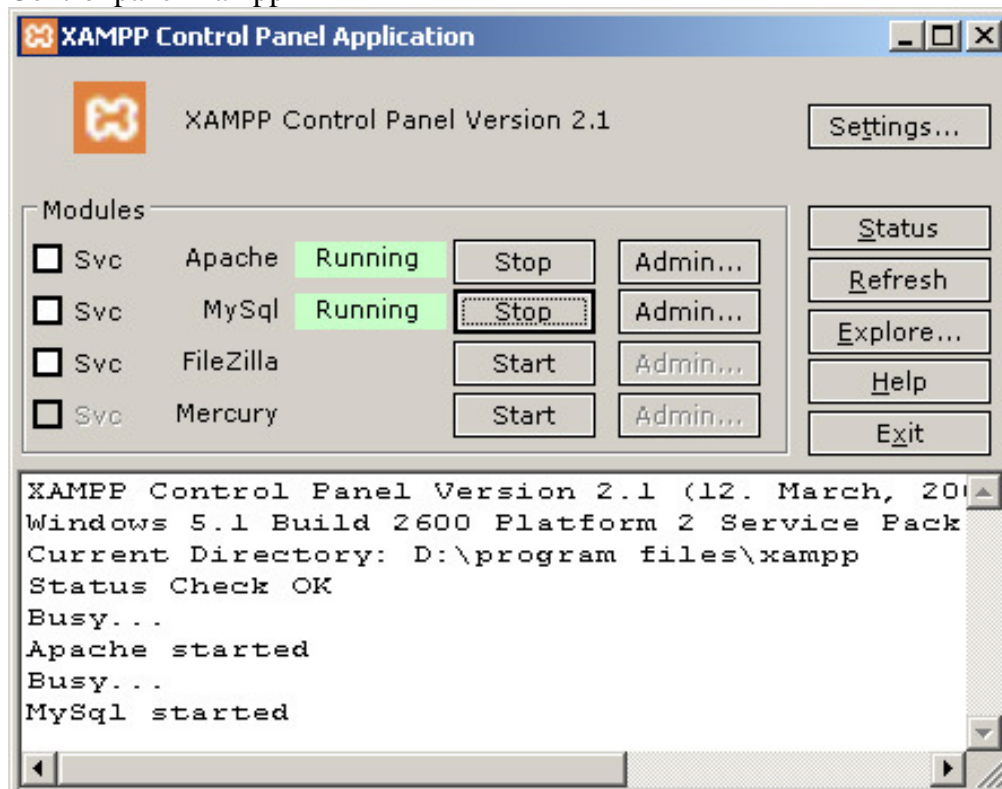 XAMPP Control Panel Application
XAMPP Control Panel Version 2.1
Settings...
Modules
Svc Apache Running Stop Admin...
Svc MySql Running Stop Admin...
Svc FileZilla Start Admin...
Svc Mercury Start Admin...
Status
Refresh
Explore...
Help
Exit
XAMPP Control Panel Version 2.1 (12. March, 20
Windows 5.1 Build 2600 Platform 2 Service Pack
Current Directory: D:\program files\xampp
Status Check OK
Busy...
Apache started
Busy...
MySql started